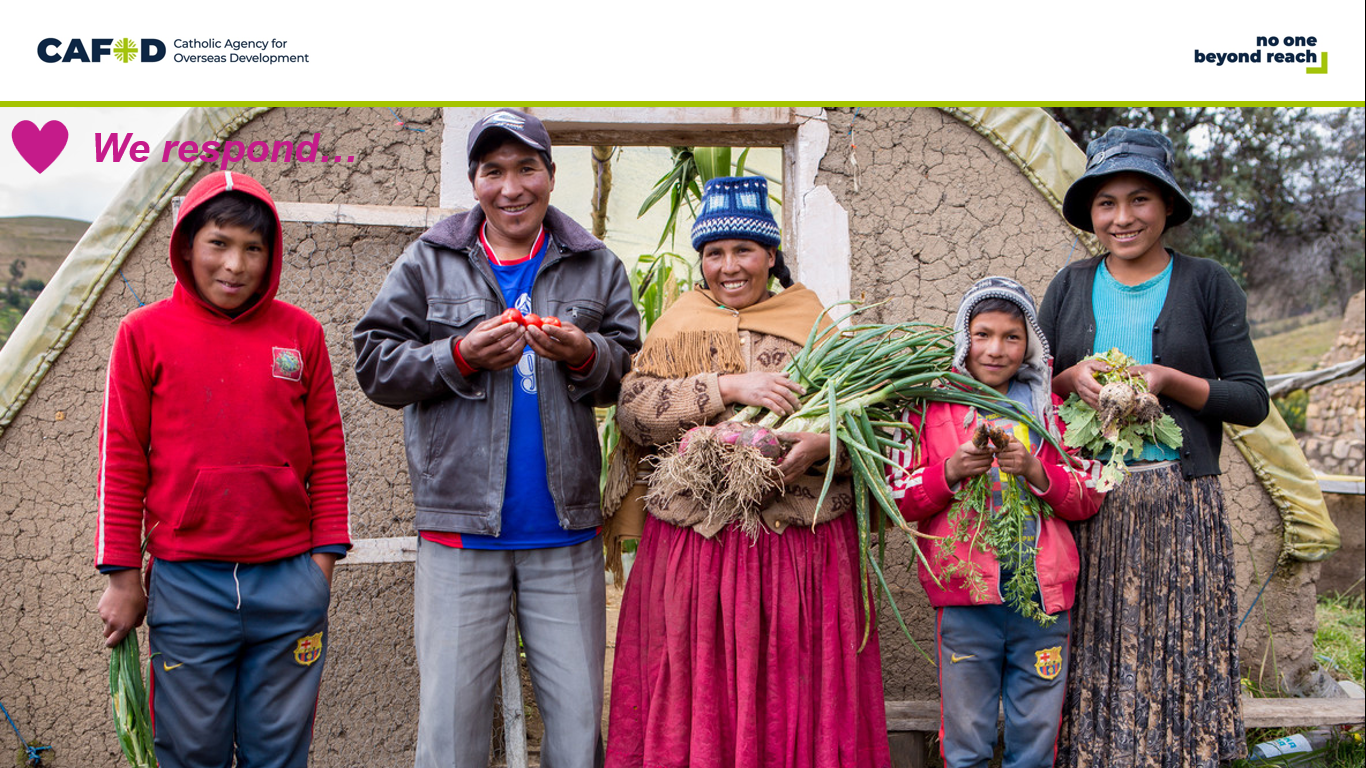 CAFOD
Catholic Agency for
Overseas Development
no one
beyond reach
We respond...